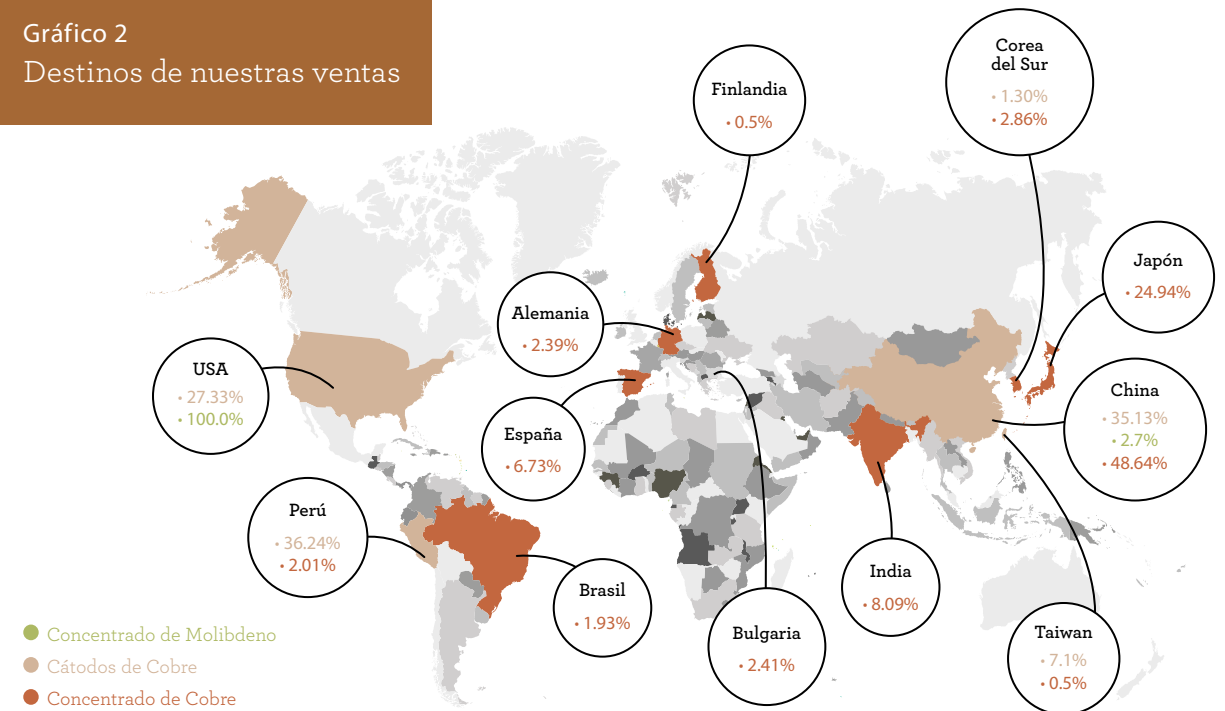 Gráfico 2
Destinos de nuestras ventas
Finlandia
• 0.5%
Corea
del Sur
• 1.30%
• 2.86%
Japón
• 24.94%
Alemania
• 2.39%
USA
• 27.33%
• 100.0%
China
• 35.13%
• 2.7%
• 48.64%
España
• 6.73%
Perú
• 36.24%
• 2.01%
Brasil
• 1.93%
India
• 8.09%
Bulgaria
• 2.41%
Taiwan
• 7.1%
• 0.5%
Concentrado de Molibdeno
Cátodos de Cobre
Concentrado de Cobre